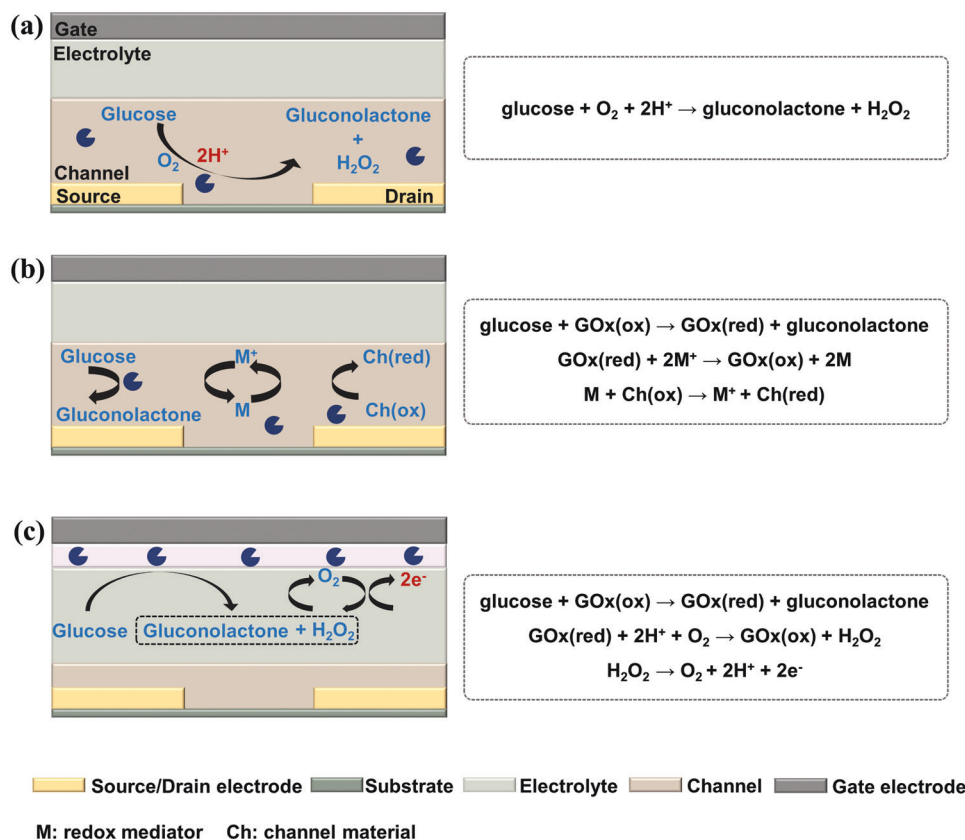 (a)
Gate
Electrolyte
Glucose
O₂
2H⁺
Gluconolactone
+
H₂O₂
Channel
Source
Drain
glucose + O₂ + 2H⁺ → gluconolactone + H₂O₂
(b)
Glucose
Gluconolactone
M⁺
M
Ch(red)
Ch(ox)
glucose + GOx(ox) → GOx(red) + gluconolactone
GOx(red) + 2M⁺ → GOx(ox) + 2M
M + Ch(ox) → M⁺ + Ch(red)
(c)
O₂
2e⁻
Glucose
Gluconolactone + H₂O₂
glucose + GOx(ox) → GOx(red) + gluconolactone
GOx(red) + 2H⁺ + O₂ → GOx(ox) + H₂O₂
H₂O₂ → O₂ + 2H⁺ + 2e⁻
Source/Drain electrode
Substrate
Electrolyte
Channel
Gate electrode
M: redox mediator Ch: channel material